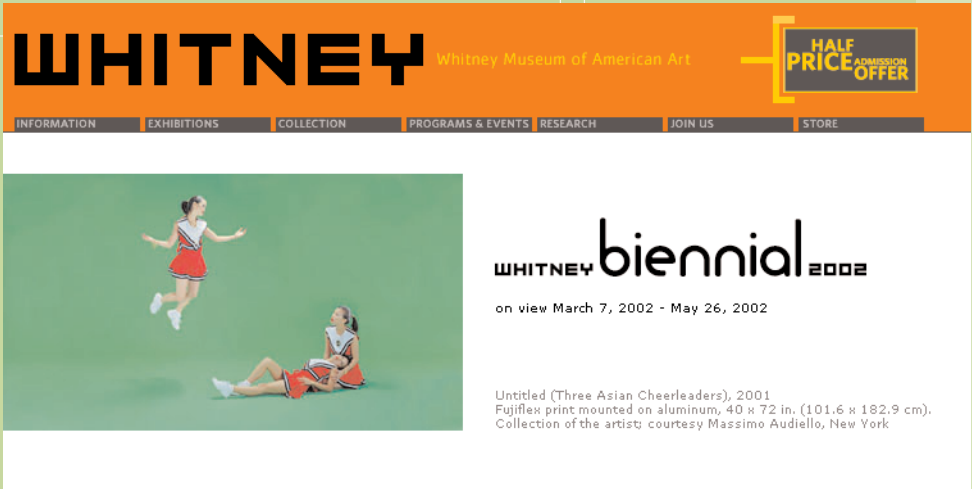 WHITNEY Whitney Museum of American Art
HALF
PRICE ADMISSION
OFFER
INFORMATION EXHIBITIONS COLLECTION PROGRAMS & EVENTS RESEARCH JOIN US STORE
WHITNEY biennial 2002
on view March 7, 2002 - May 26, 2002
Untitled (Three Asian Cheerleaders), 2001
Fujiflex print mounted on aluminum, 40 x 72 in. (101.6 x 182.9 cm).
Collection of the artist; courtesy Massimo Audiello, New York